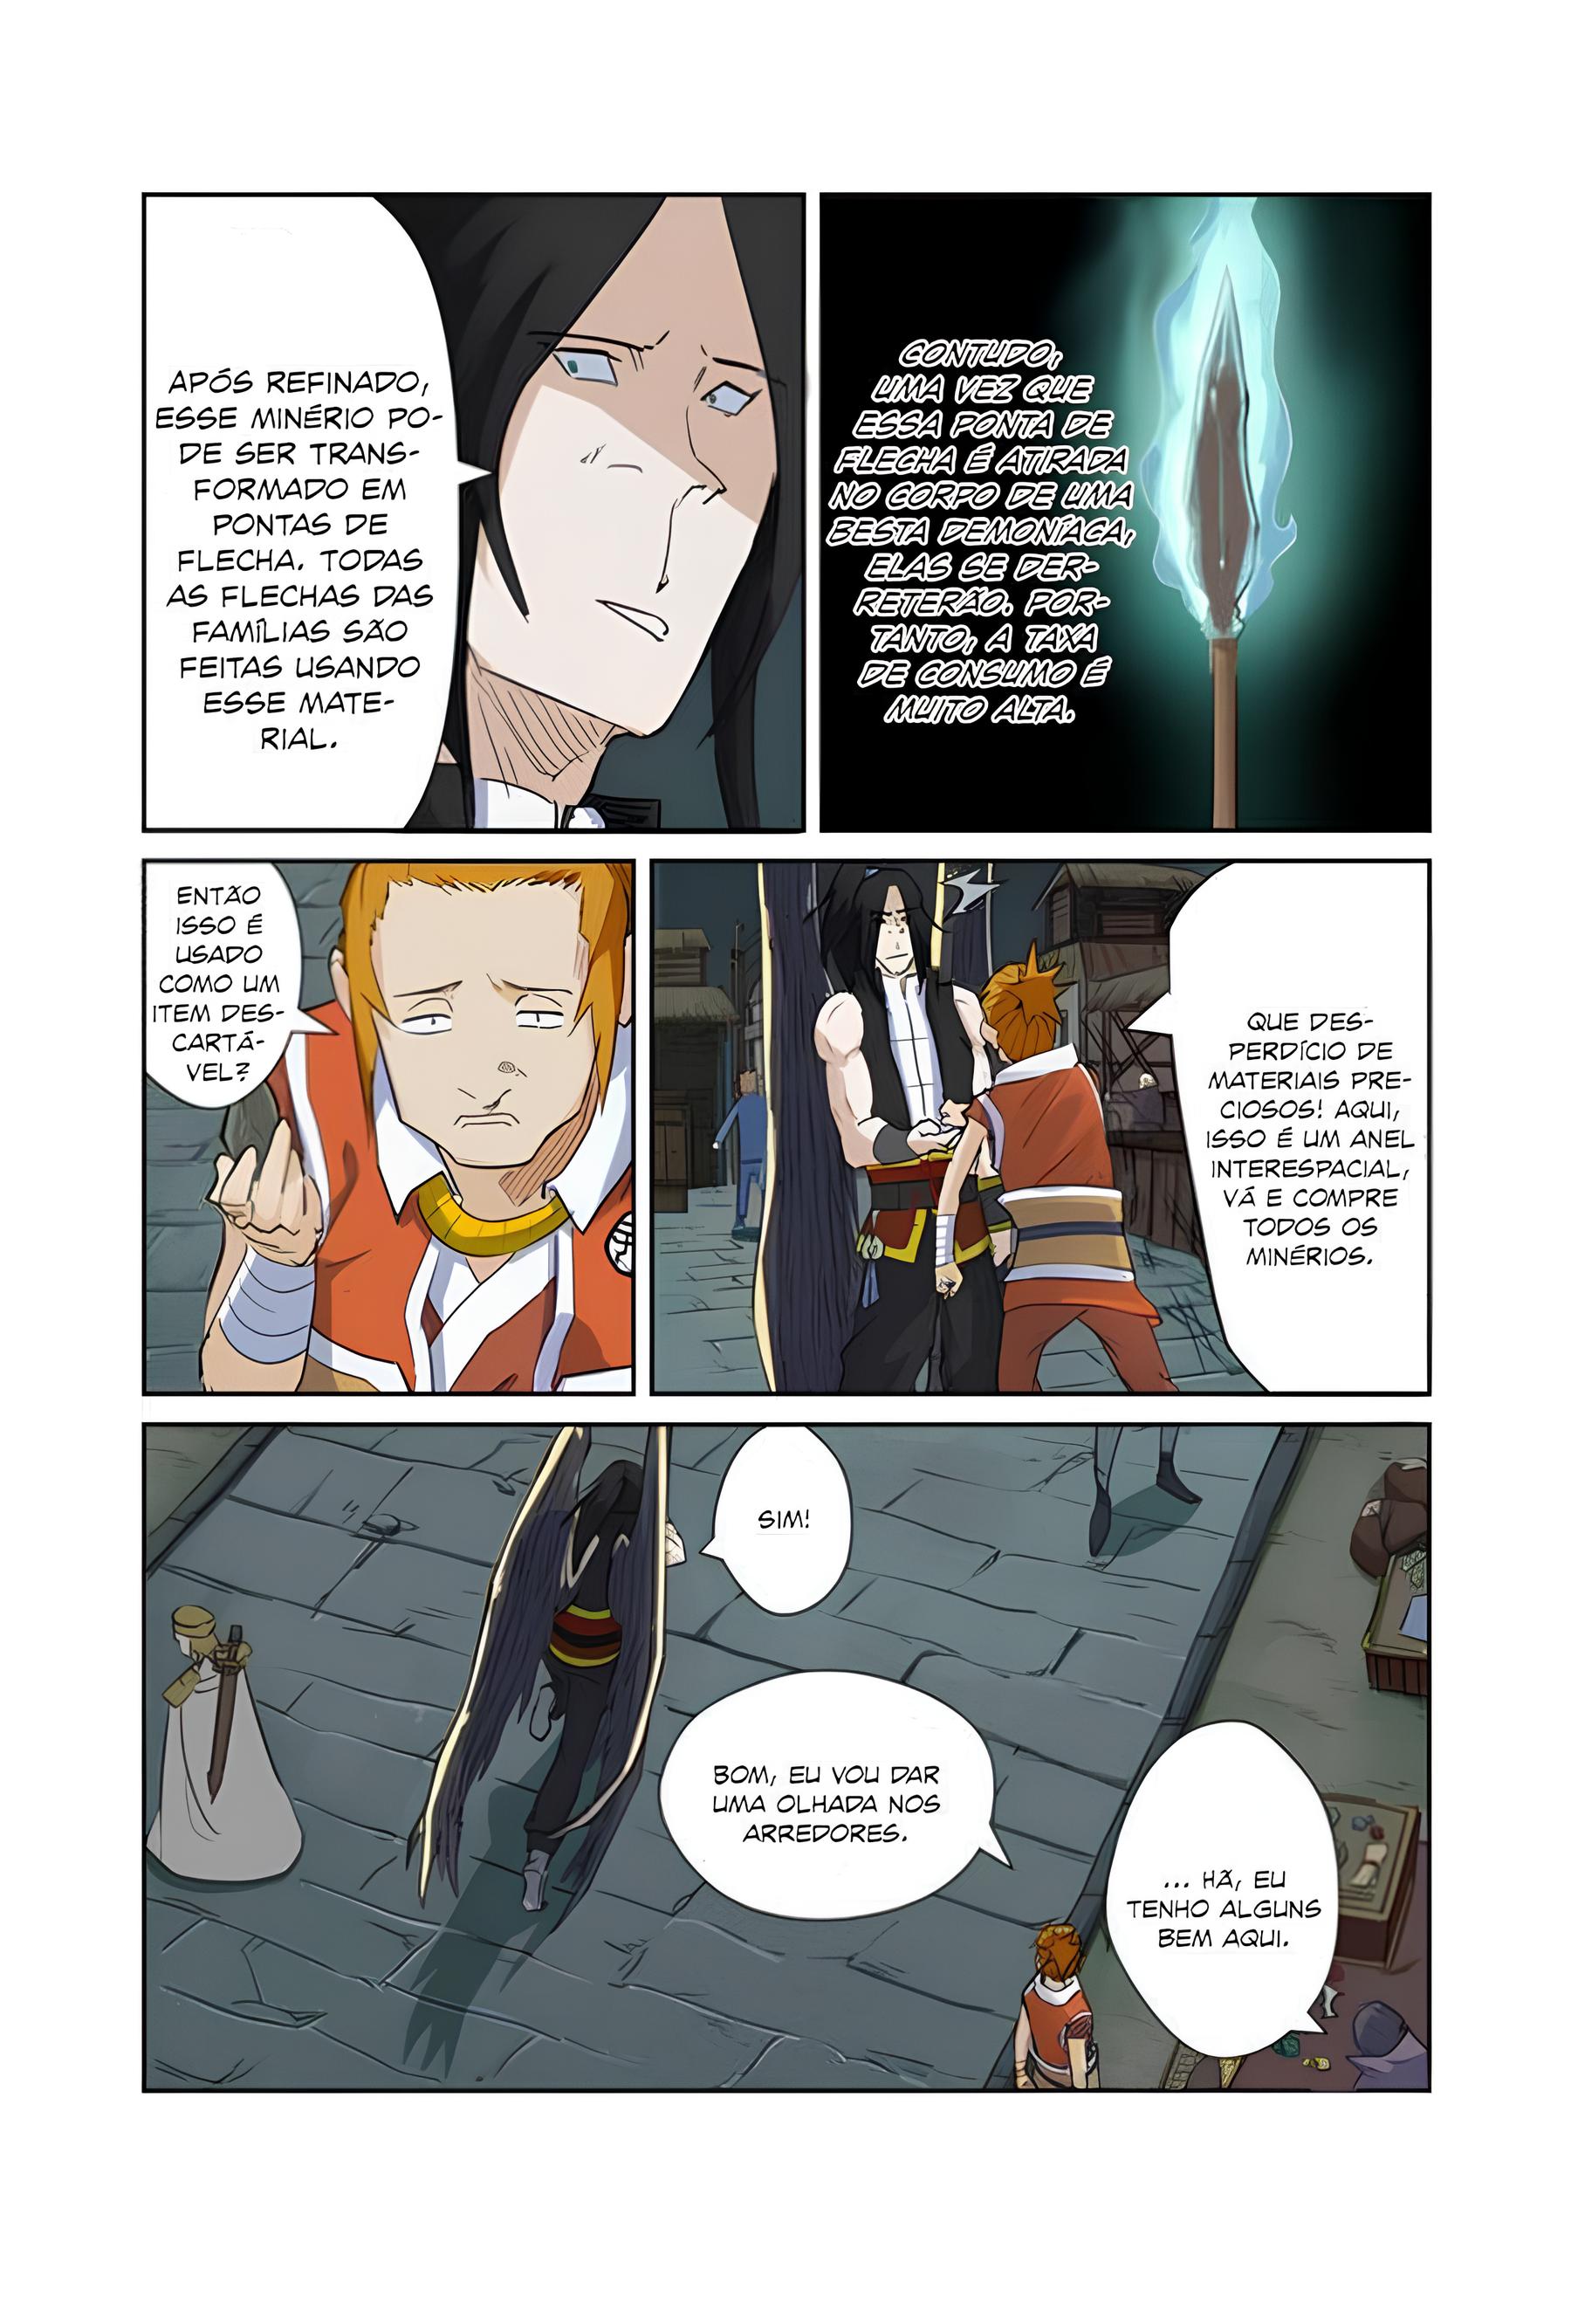 APÓS REFINADO,
ESSE MINÉRIO PO-
DE SER TRANS-
FORMADO EM
PONTAS DE
FLECHA. TODAS
AS FLECHAS DAS
FAMÍLIAS SÃO
FEITAS USANDO
ESSE MATE-
RIAL.
CONTUDO,
UMA VEZ QUE
ESSA PONTA DE
FLECHA É ATIRADA
NO CORPO DE UMA
BESTA DEMONÍACA,
ELAS SE DER-
RETERÃO. POR-
TANTO, A TAXA
DE CONSUMO É
MUITO ALTA.
ENTÃO
ISSO É
USADO
COMO UM
ITEM DES-
CARTÁ-
VEL?
QUE DES-
PERDÍCIO DE
MATERIAIS PRE-
CIOSOS! AQUI,
ISSO É UM ANEL
INTERESPACIAL,
VÁ E COMPRE
TODOS OS
MINÉRIOS.
SIM!
BOM, EU VOU DAR
UMA OLHADA NOS
ARREDORES.
... HÃ, EU
TENHO ALGUNS
BEM AQUI.